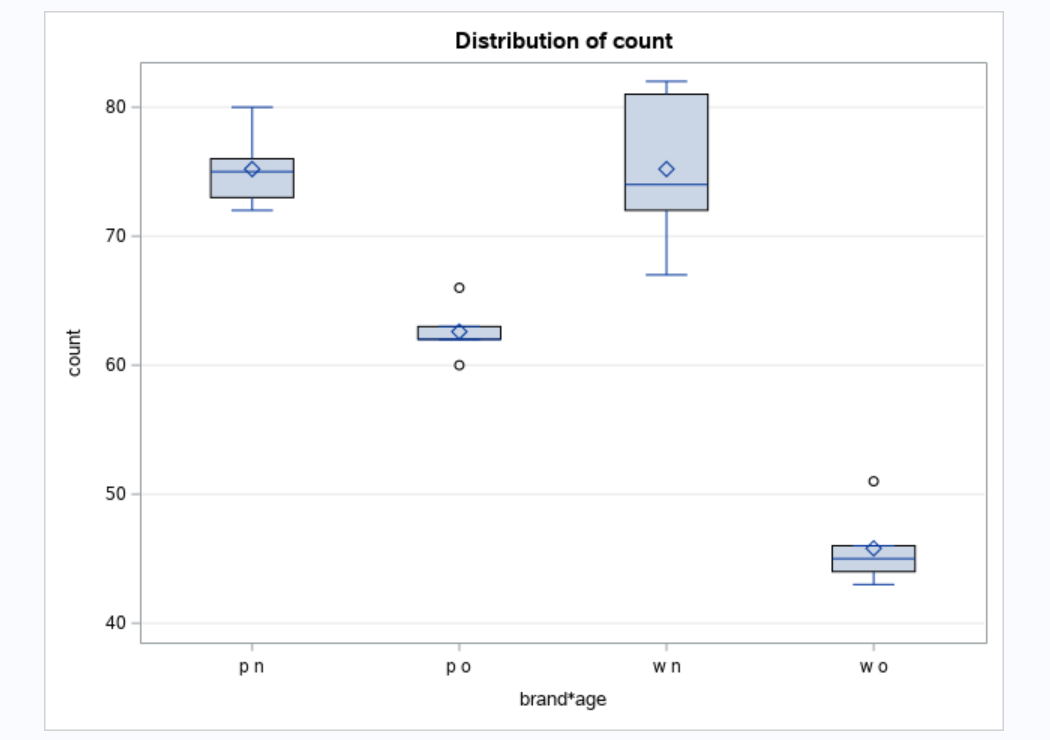 Distribution of count
80
70
60
50
40
count
p n
p o
w n
w o
brand*age